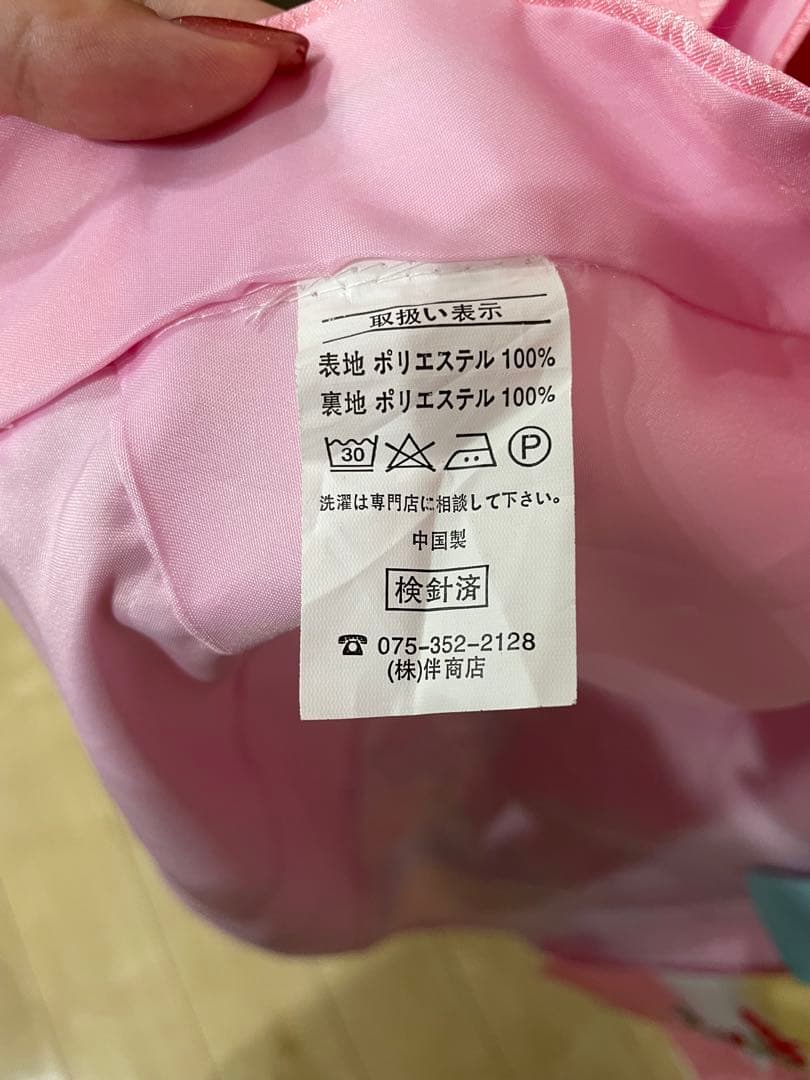 取扱い表示
表地 ポリエステル 100%
裏地 ポリエステル 100%
30 P
洗濯は専門店に相談して下さい。
中国製
検針済
☎ 075-352-2128
(株)伴商店